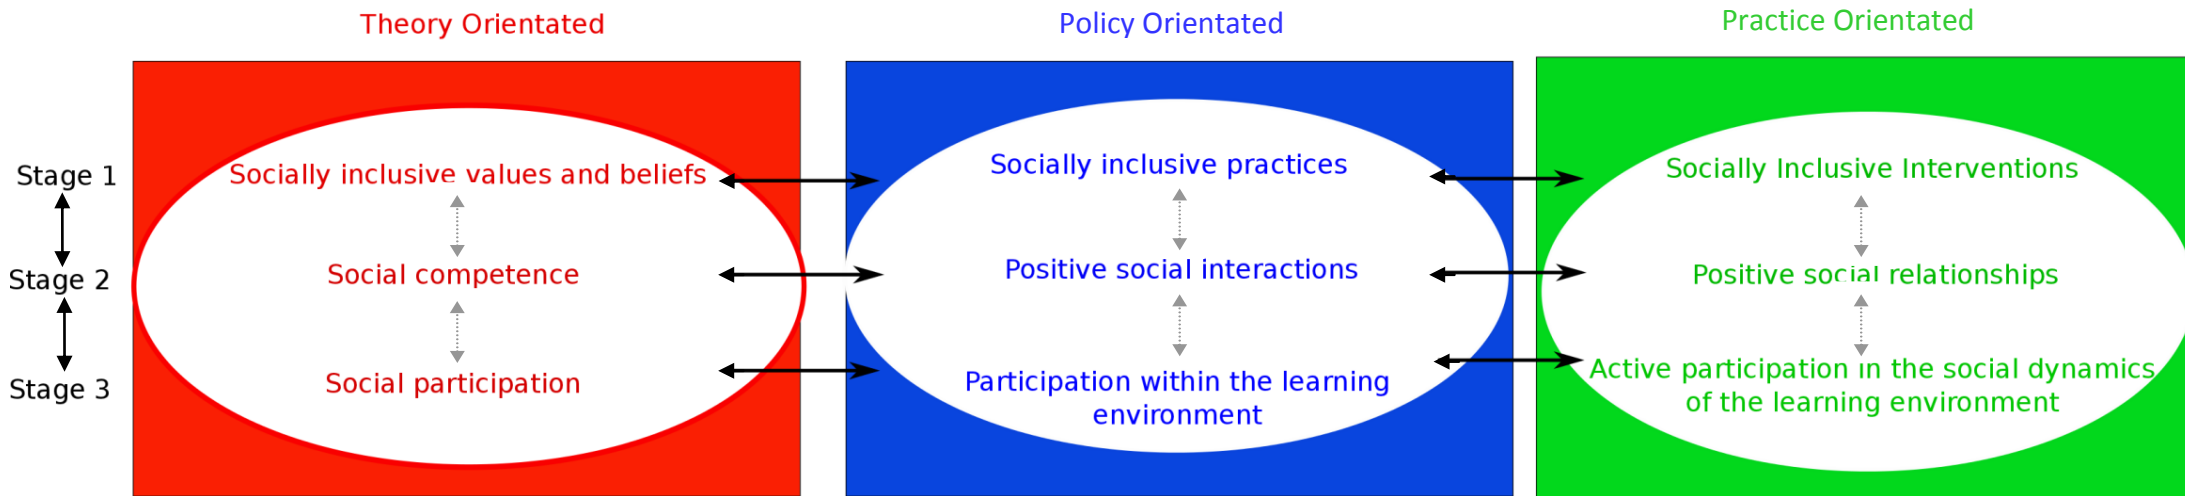 Theory Orientated
Policy Orientated
Practice Orientated
Stage 1
Socially inclusive values and beliefs
Socially inclusive practices
Socially Inclusive Interventions
Stage 2
Social competence
Positive social interactions
Positive social relationships
Stage 3
Social participation
Participation within the learning
environment
Active participation in the social dynamics
of the learning environment